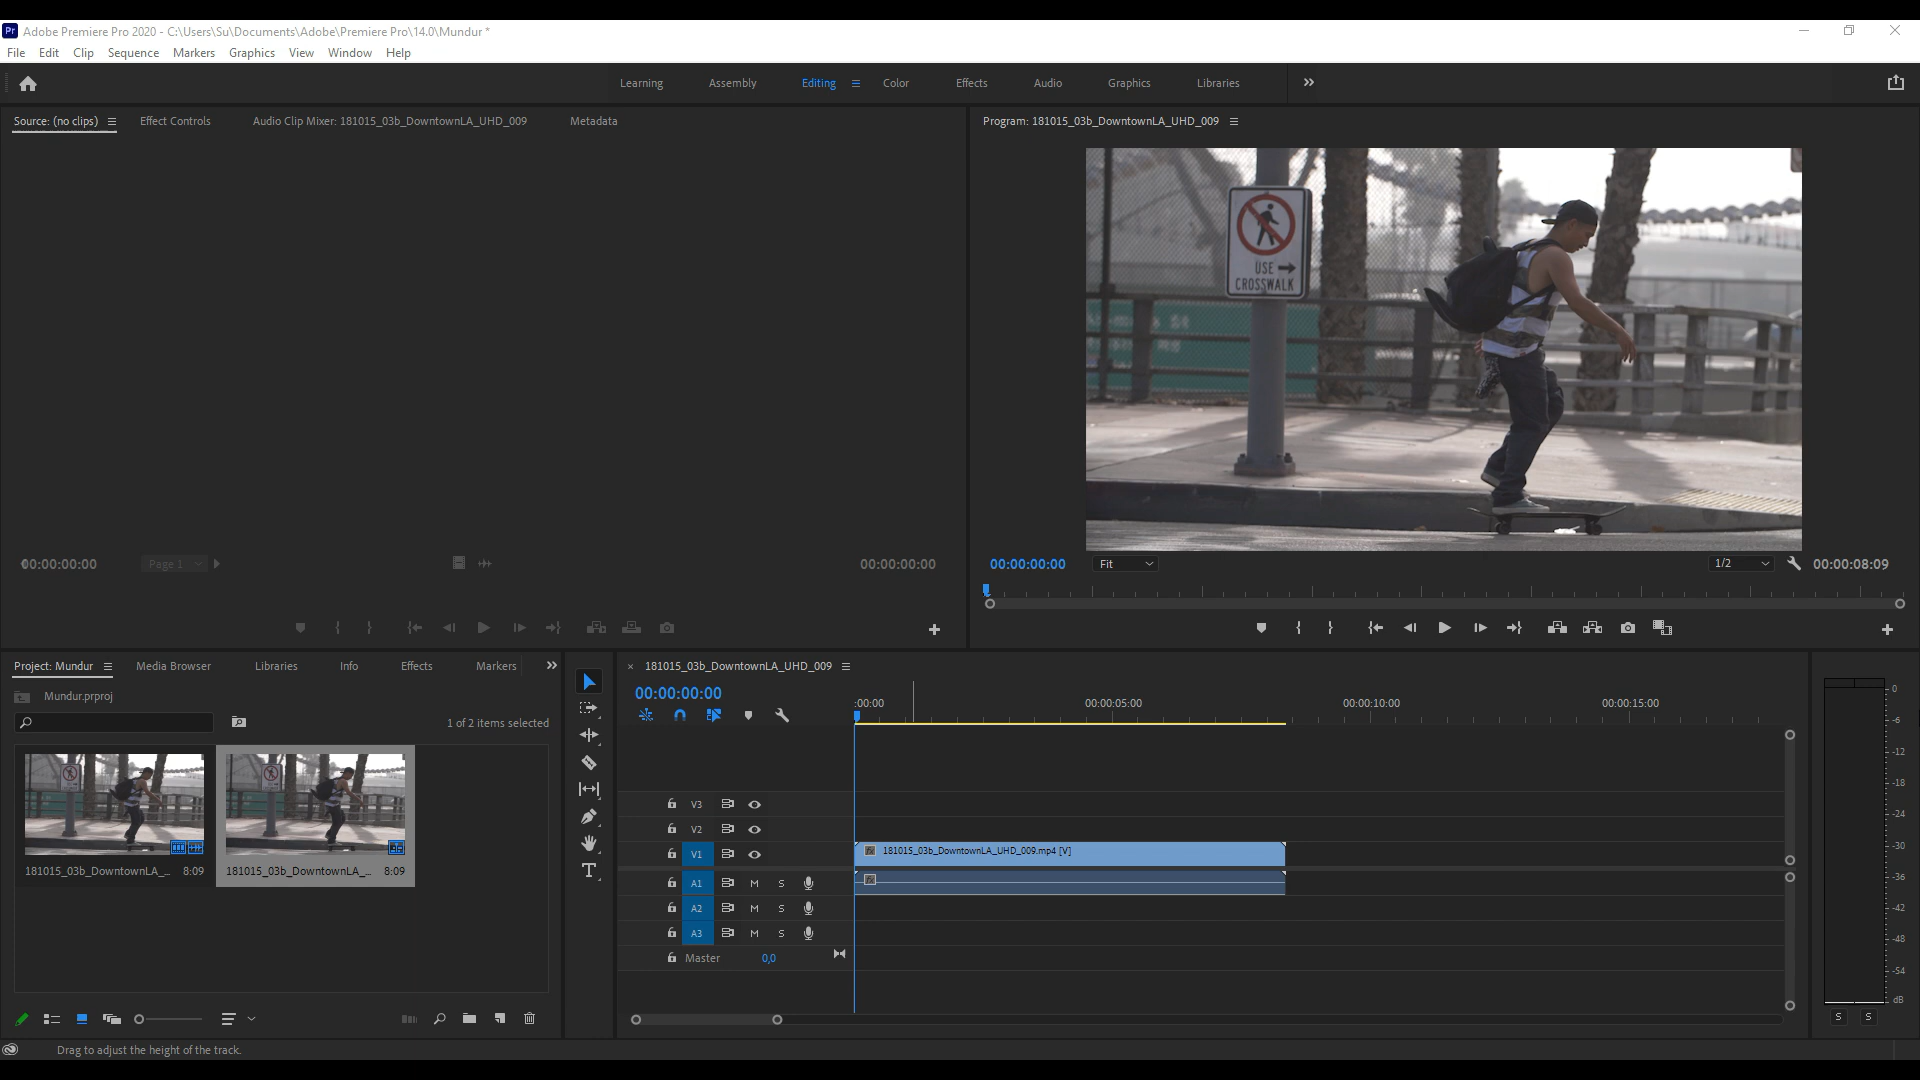 Pr Adobe Premiere Pro 2020 - C:\Users\Su\Documents\Adobe\Premiere Pro\14.0\Mundur *
File Edit Clip Sequence Markers Graphics View Window Help
Learning Assembly Editing Color Effects Audio Graphics Libraries
Source: (no clips) Effect Controls Audio Clip Mixer: 181015_03b_DowntownLA_UHD_009 Metadata
Program: 181015_03b_DowntownLA_UHD_009
USE
CROSSWALK
00:00:00:00 Page 1 00:00:00:00
00:00:00:00 Fit 1/2 00:00:08:09
Project: Mundur Media Browser Libraries Info Effects Markers
Mundur.prproj
1 of 2 items selected
181015_03b_DowntownLA_... 8:09
181015_03b_DowntownLA_... 8:09
181015_03b_DowntownLA_UHD_009
00:00:00:00
:00:00 00:00:05:00 00:00:10:00 00:00:15:00
V3
V2
V1 181015_03b_DowntownLA_UHD_009.mp4 [V]
A1 M S
A2 M S
A3 M S
Master 0,0
0
-6
-12
-18
-24
-30
-36
-42
-48
-54
dB
S S
Drag to adjust the height of the track.